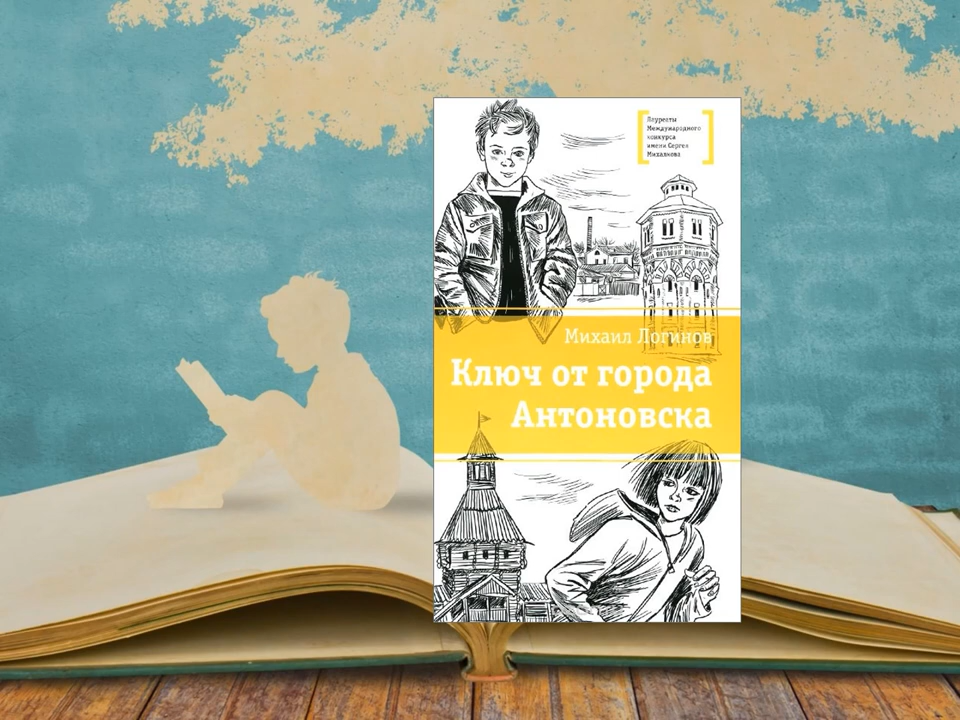 Лауреаты
Международного
конкурса
имени Сергея
Михалкова
Михаил Логинов
Ключ от города
Антоновска